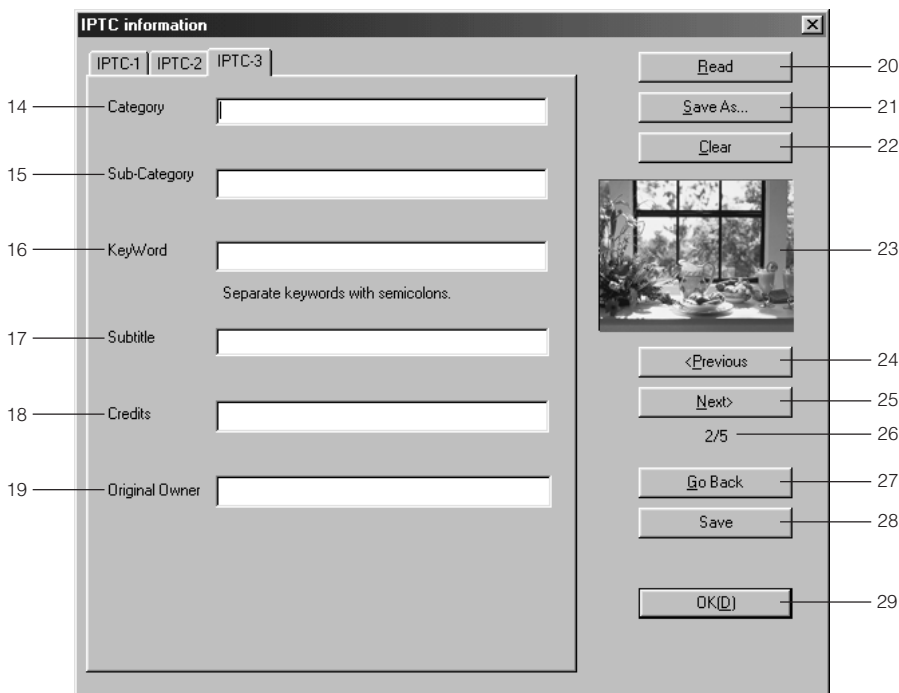 IPTC information
IPTC-1 IPTC-2 IPTC-3
14 Category
15 Sub-Category
16 KeyWord
Separate keywords with semicolons.
17 Subtitle
18 Credits
19 Original Owner
Read 20
Save As... 21
Clear 22
23
<Previous 24
Next> 25
2/5 26
Go Back 27
Save 28
OK(D) 29